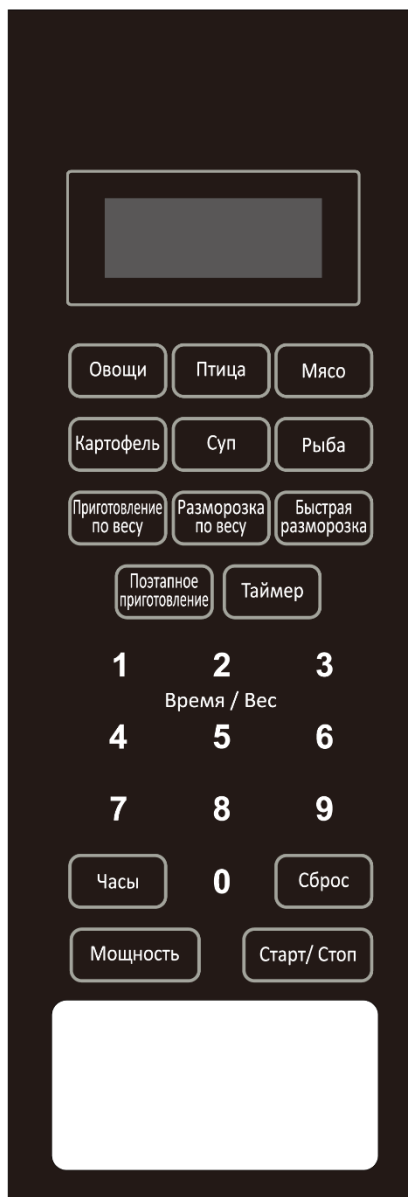 Овощи Птица Мясо
Картофель Суп Рыба
Приготовление
по весу
Разморозка
по весу
Быстрая
разморозка
Поэтапное
приготовление
Таймер
1 2 3
Время / Вес
4 5 6
7 8 9
Часы 0 Сброс
Мощность Старт/ Стоп